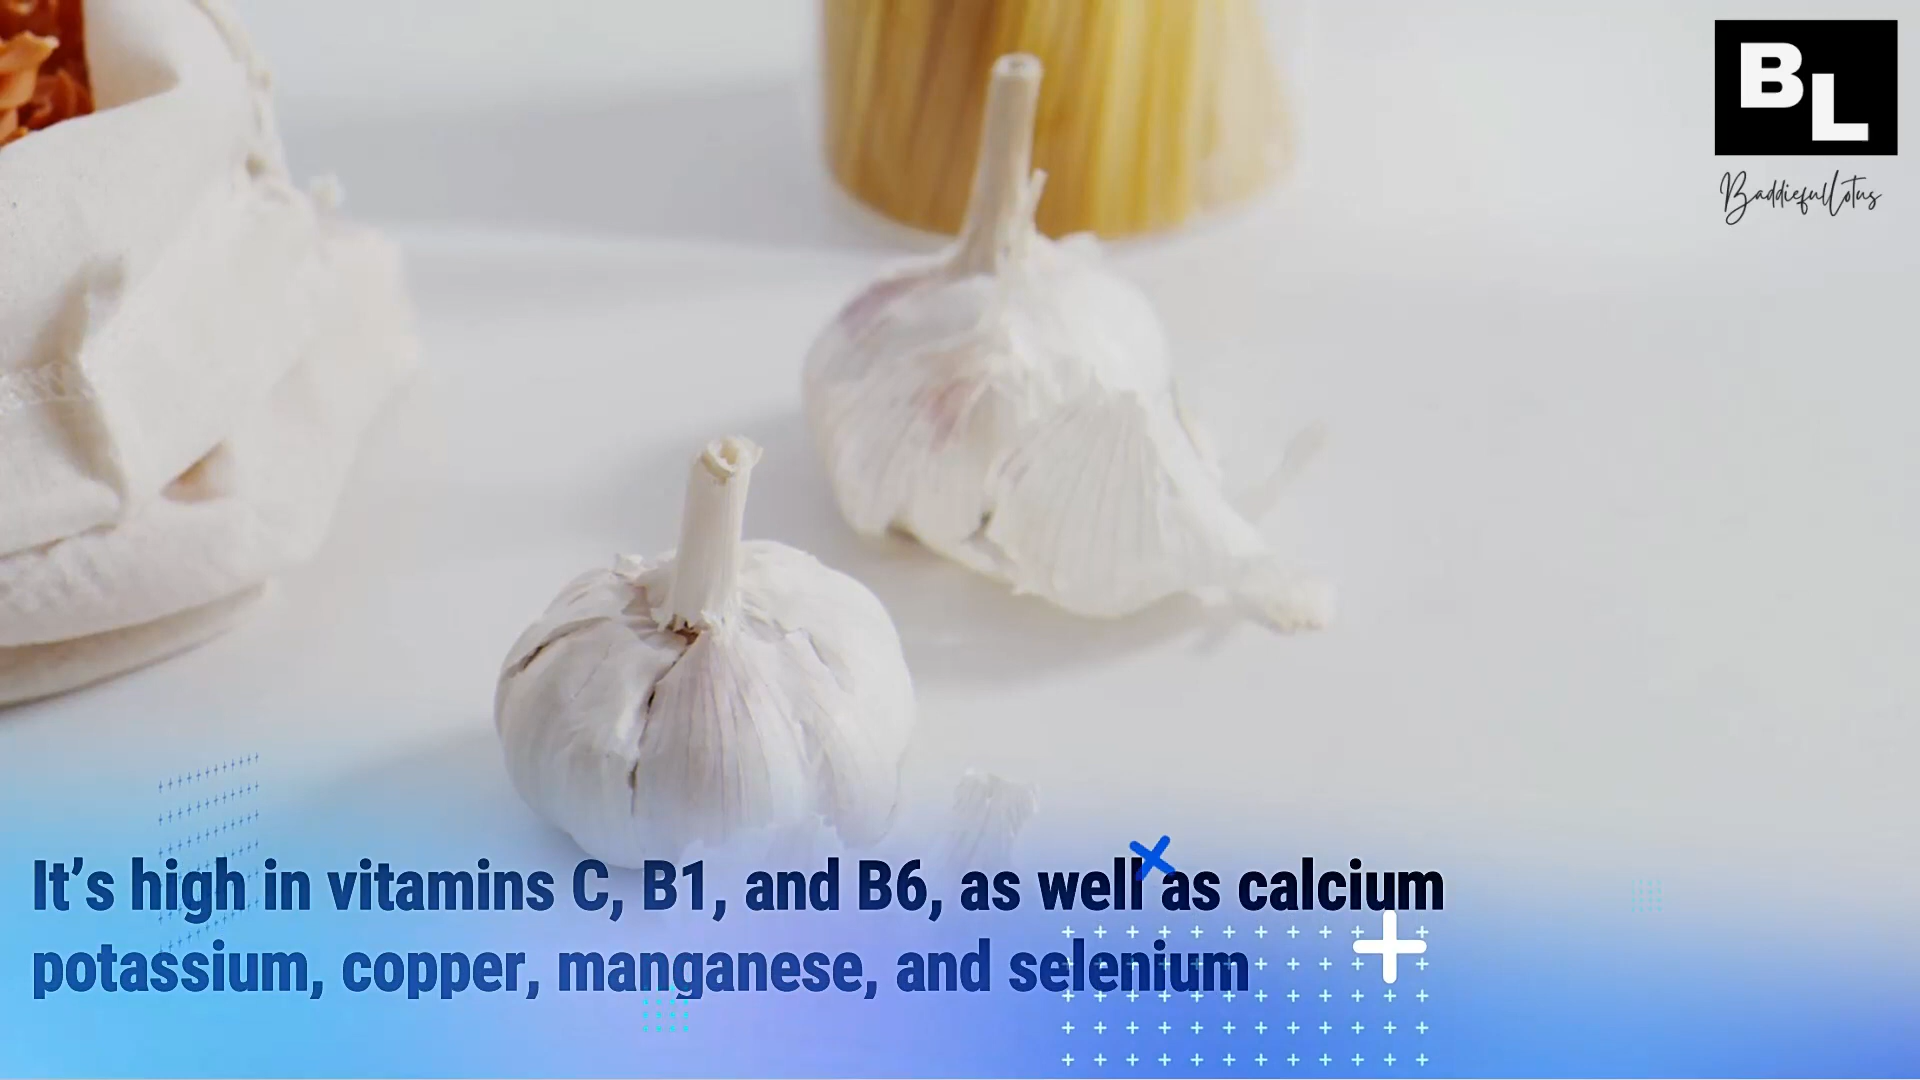 BL
BaddiefulLotus
It’s high in vitamins C, B1, and B6, as well as calcium
potassium, copper, manganese, and selenium